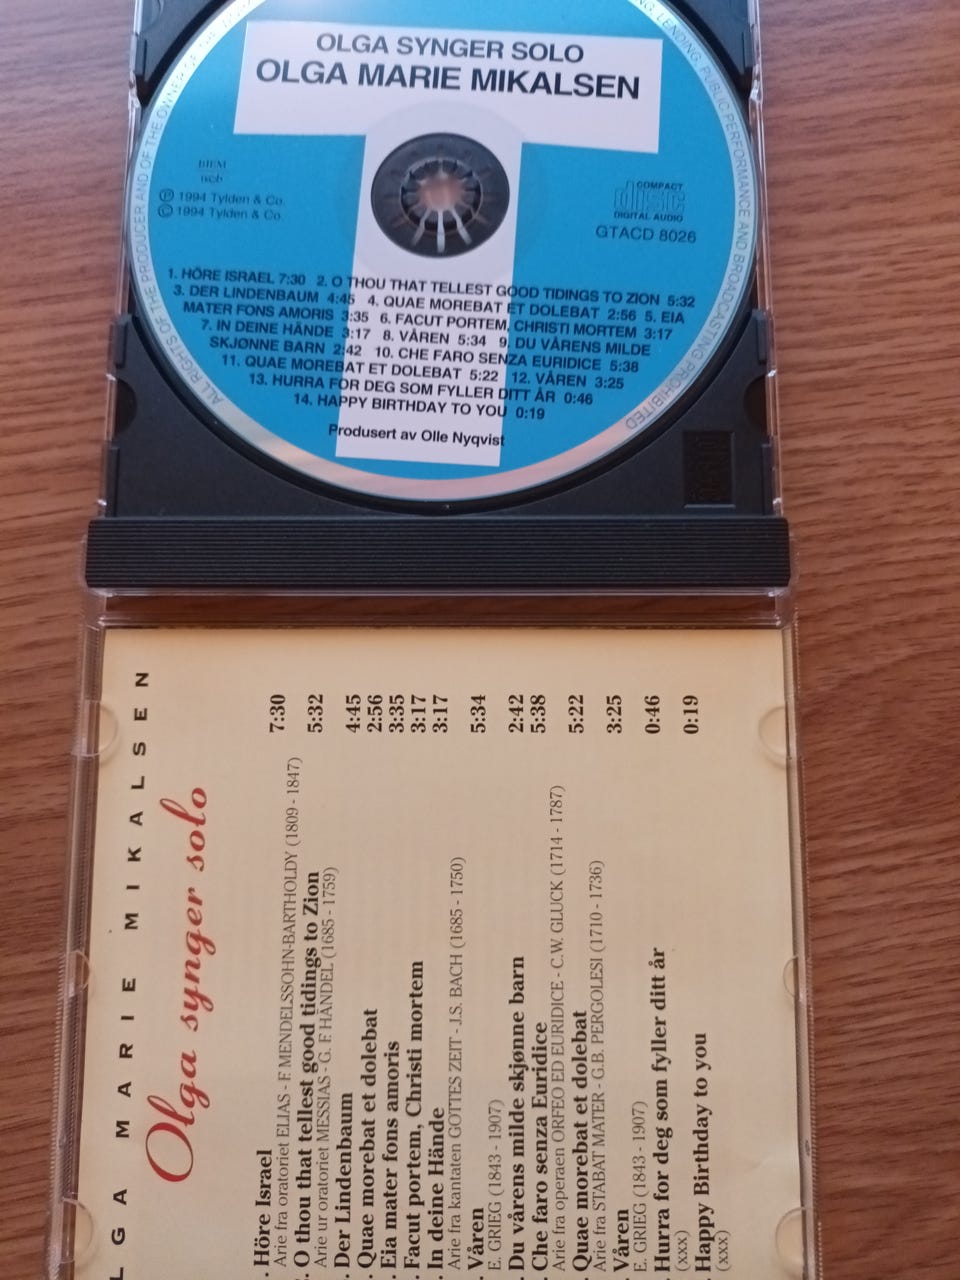 OLGA SYNGER SOLO
OLGA MARIE MIKALSEN
BIEM
ncb
Ⓟ 1994 Tylden & Co.
© 1994 Tylden & Co.
COMPACT
disc
DIGITAL AUDIO
GTACD 8026
1. HÖRE ISRAEL 7:30 2. O THOU THAT TELLEST GOOD TIDINGS TO ZION 5:32
3. DER LINDENBAUM 4:45 4. QUAE MOREBAT ET DOLEBAT 2:56 5. EIA
MATER FONS AMORIS 3:35 6. FACUT PORTEM, CHRISTI MORTEM 3:17
7. IN DEINE HÄNDE 3:17 8. VÅREN 5:34 9. DU VÅRENS MILDE
SKJØNNE BARN 2:42 10. CHE FARO SENZA EURIDICE 5:38
11. QUAE MOREBAT ET DOLEBAT 5:22 12. VÅREN 3:25
13. HURRA FOR DEG SOM FYLLER DITT ÅR 0:46
14. HAPPY BIRTHDAY TO YOU 0:19
Produsert av Olle Nyqvist
ALL RIGHTS OF THE PRODUCER AND OF THE OWNER OF THE
LENDING, PUBLIC PERFORMANCE AND BROADCASTING PROHIBITED
LGA MARIE MIKALSEN
Olga synger solo
. Höre Israel 7:30
Arie fra oratoriet ELIAS - F. MENDELSSOHN-BARTHOLDY (1809 - 1847)
. O thou that tellest good tidings to Zion 5:32
Arie ur oratoriet MESSIAS - G. F. HÄNDEL (1685 - 1759)
. Der Lindenbaum 4:45
. Quae morebat et dolebat 2:56
. Eia mater fons amoris 3:35
. Facut portem, Christi mortem 3:17
. In deine Hände 3:17
Arie fra kantaten GOTTES ZEIT - J.S. BACH (1685 - 1750)
. Våren 5:34
E. GRIEG (1843 - 1907)
. Du vårens milde skjønne barn 2:42
. Che faro senza Euridice 5:38
Arie fra operaen ORFEO ED EURIDICE - C.W. GLUCK (1714 - 1787)
. Quae morebat et dolebat 5:22
Arie fra STABAT MATER - G.B. PERGOLESI (1710 - 1736)
. Våren 3:25
E. GRIEG (1843 - 1907)
. Hurra for deg som fyller ditt år 0:46
(xxx)
. Happy Birthday to you 0:19
(xxx)